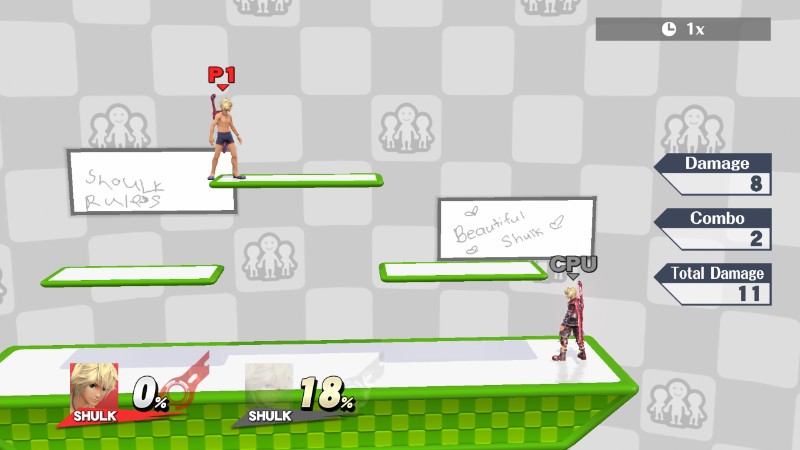 1x
P1
Shoulk
Rules
Damage
8
Beautiful
Shulk
Combo
2
CPU
Total Damage
11
0%
18%
SHULK
SHULK